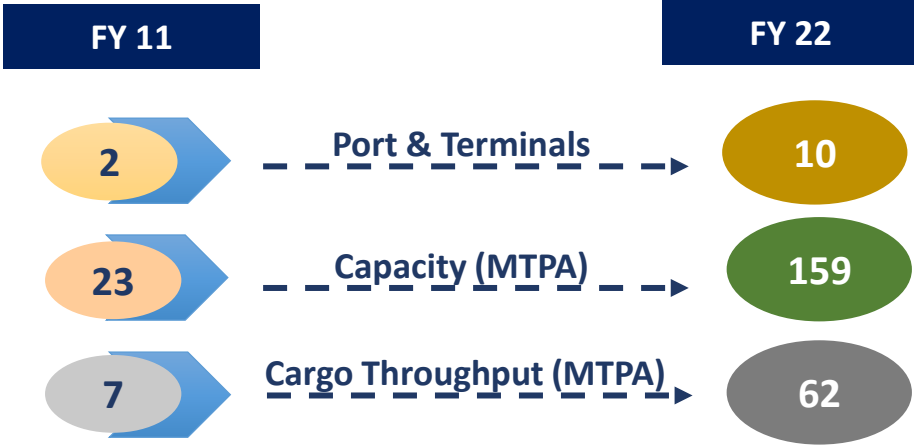 FY 11
FY 22
2
Port & Terminals
10
23
Capacity (MTPA)
159
7
Cargo Throughput (MTPA)
62